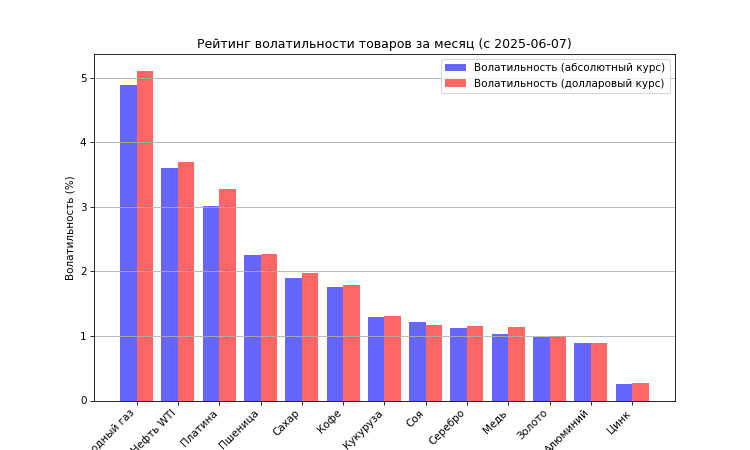 Рейтинг волатильности товаров за месяц (с 2025-06-07)
Волатильность (абсолютный курс)
Волатильность (долларовый курс)
Волатильность (%)
5
4
3
2
1
0
газ
Нефть WTI
Платина
Пшеница
Сахар
Кофе
Кукуруза
Соя
Серебро
Медь
Золото
Алюминий
Цинк